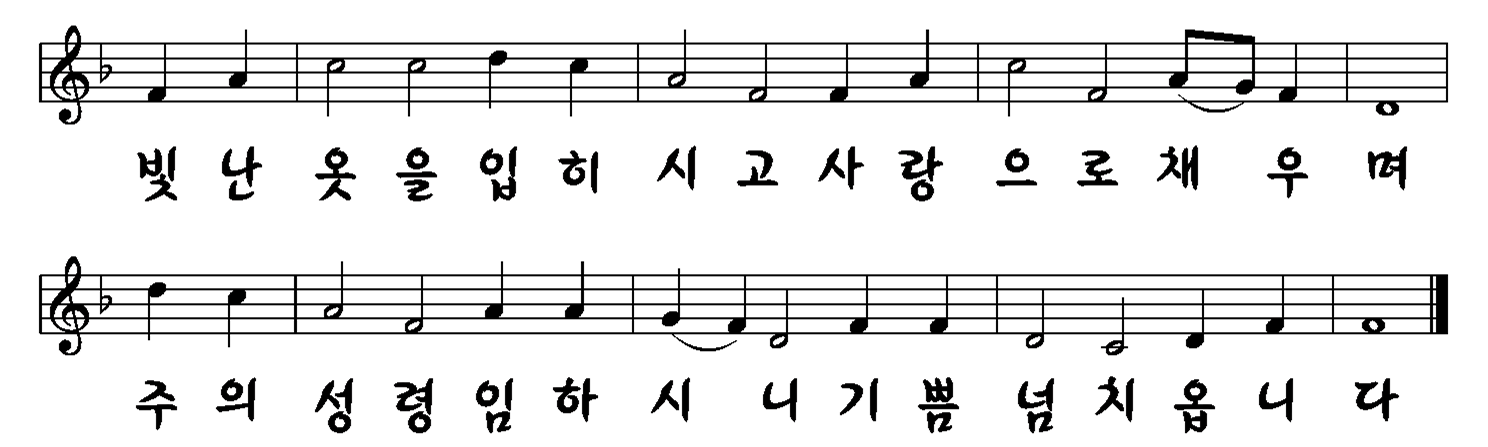 빛 난 옷 을 입 히 시 고 사 랑 으 로 채 우 며
주 의 성 령 임 하 시 니 기 쁨 넘 치 옵 니 다